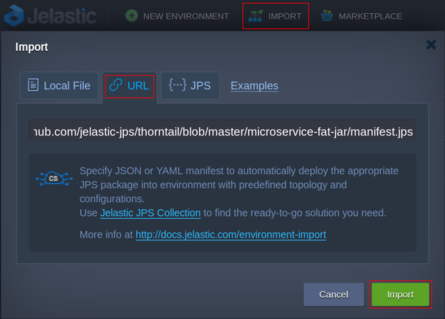 Jelastic
NEW ENVIRONMENT
IMPORT
MARKETPLACE
Import
Local File
URL
{···} JPS
Examples
hub.com/jelastic-jps/thorntail/blob/master/microservice-fat-jar/manifest.jps
CS
Specify JSON or YAML manifest to automatically deploy the appropriate
JPS package into environment with predefined topology and
configurations.
Use Jelastic JPS Collection to find the ready-to-go solution you need.
More info at http://docs.jelastic.com/environment-import
Cancel
Import